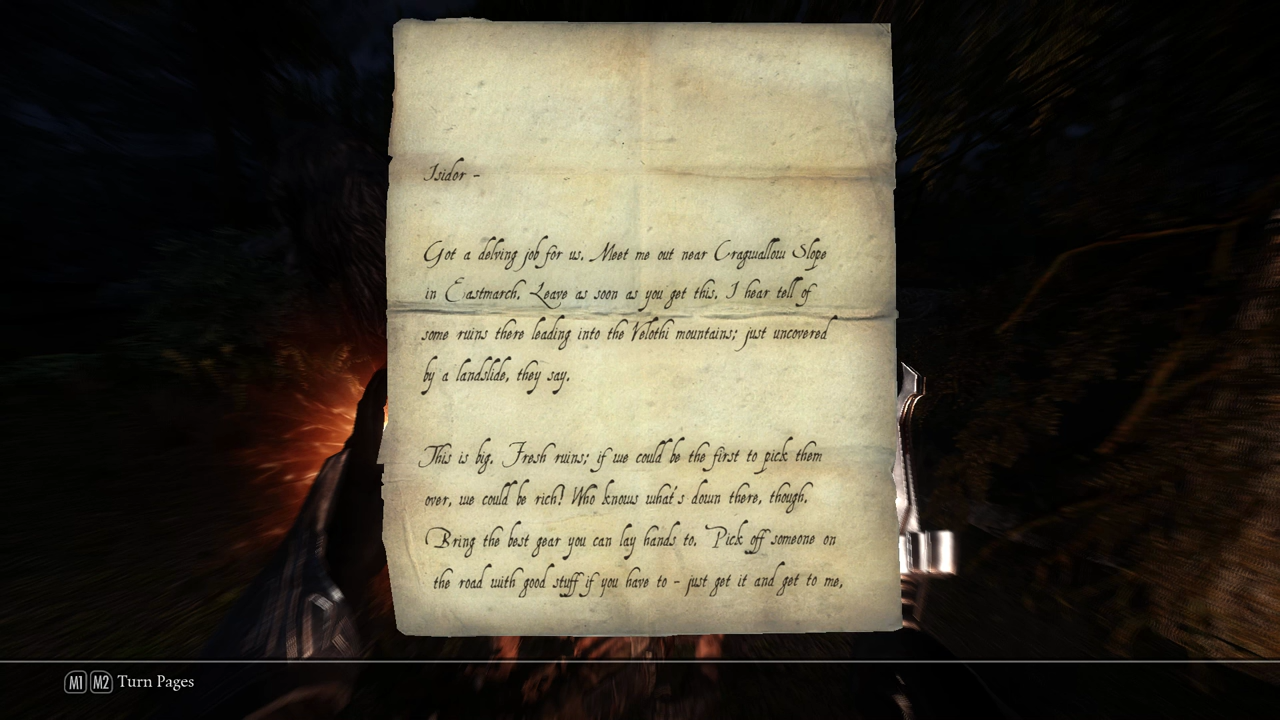 Isidor -
Got a delving job for us. Meet me out near Cragwallow Slope
in Eastmarch. Leave as soon as you get this. I hear tell of
some ruins there leading into the Velothi mountains; just uncovered
by a landslide, they say.
This is big. Fresh ruins; if we could be the first to pick them
over, we could be rich! Who knows what's down there, though.
Bring the best gear you can lay hands to. Pick off someone on
the road with good stuff if you have to - just get it and get to me,
M1 M2 Turn Pages